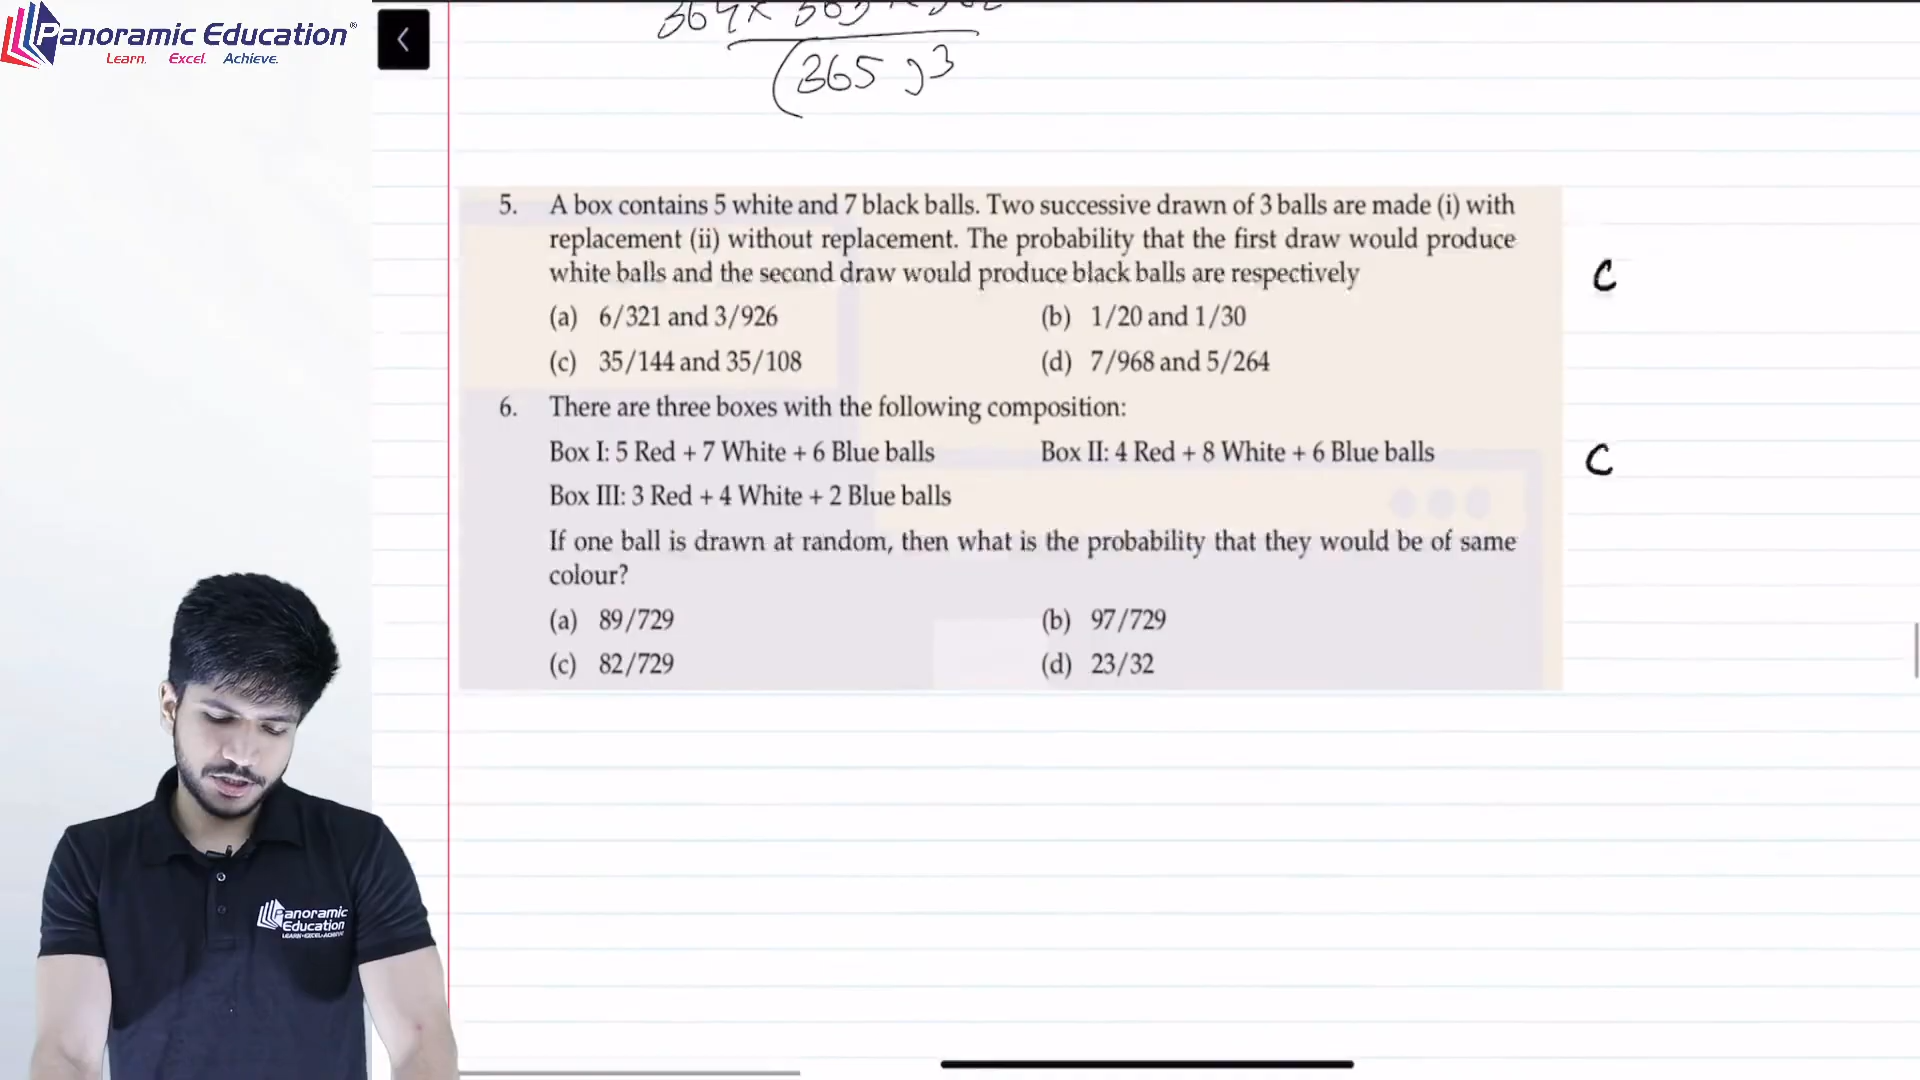 Panoramic Education®
Learn. Excel. Achieve.
(365)³
5. A box contains 5 white and 7 black balls. Two successive drawn of 3 balls are made (i) with
replacement (ii) without replacement. The probability that the first draw would produce
white balls and the second draw would produce black balls are respectively
C
(a) 6/321 and 3/926 (b) 1/20 and 1/30
(c) 35/144 and 35/108 (d) 7/968 and 5/264
6. There are three boxes with the following composition:
Box I: 5 Red + 7 White + 6 Blue balls Box II: 4 Red + 8 White + 6 Blue balls
C
Box III: 3 Red + 4 White + 2 Blue balls
If one ball is drawn at random, then what is the probability that they would be of same
colour?
(a) 89/729 (b) 97/729
(c) 82/729 (d) 23/32
Panoramic
Education